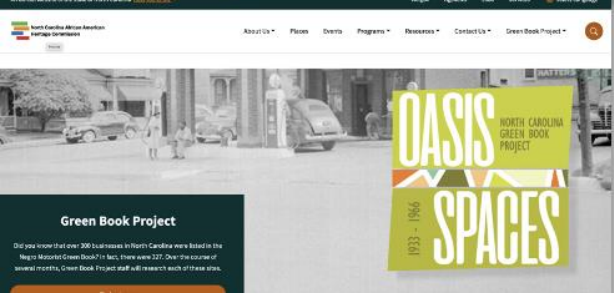 North Carolina African American
Heritage Commission
About Us
Places
Events
Programs
Resources
Contact Us
Green Book Project
OASIS
NORTH CAROLINA
GREEN BOOK
PROJECT
1933 - 1966
SPACES
Green Book Project
Did you know that over 300 businesses in North Carolina were listed in the
Negro Motorist Green Book? In fact, there were 327. Over the course of
several months, Green Book Project staff will research each of these sites.